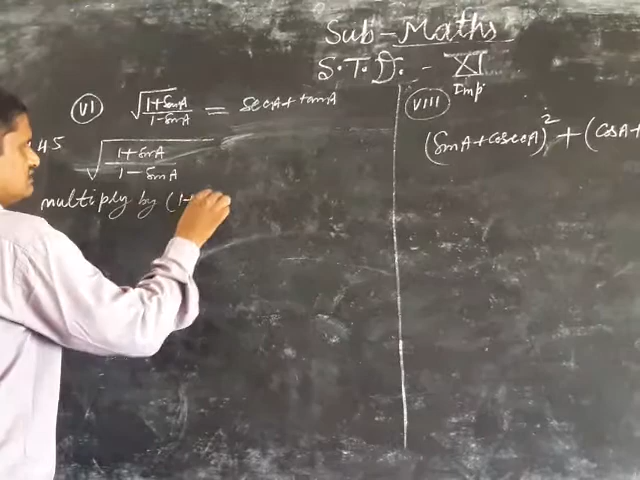 Sub - Maths
S.T.D. - XI
Imp
(VI) √(1+SinA / 1-SinA) = SecA + tanA
45
√(1+SinA / 1-SinA)
multiply by (1+
(VIII)
(SinA+cosecA)² + (CosA+